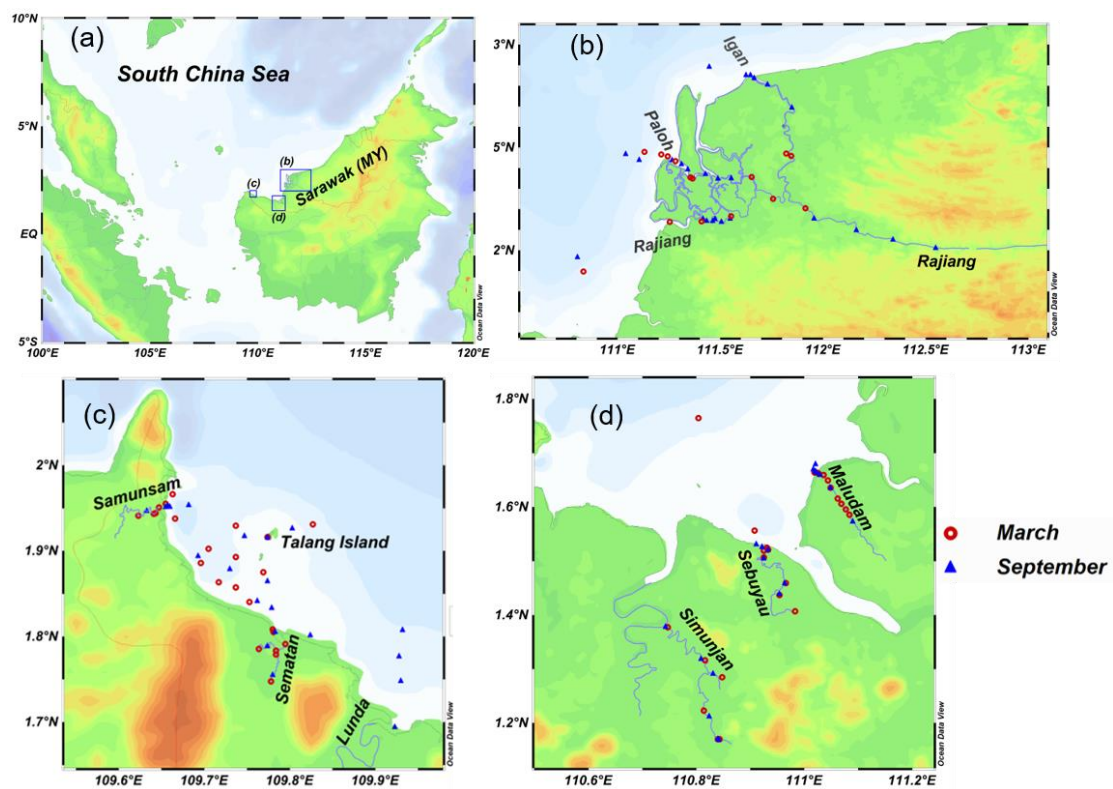 (a)
South China Sea
Sarawak (MY)
(b)
(c)
(d)
10°N
5°N
EQ
5°S
100°E
105°E
110°E
115°E
120°E
Ocean Data View
(b)
Igan
Paloh
Rajiang
Rajiang
3°N
5°N
2°N
111°E
111.5°E
112°E
112.5°E
113°E
Ocean Data View
(c)
Samunsam
Talang Island
Sematan
Lunda
2°N
1.9°N
1.8°N
1.7°N
109.6°E
109.7°E
109.8°E
109.9°E
Ocean Data View
(d)
Maludam
Sebuyau
Simunjan
1.8°N
1.6°N
1.4°N
1.2°N
110.6°E
110.8°E
111°E
111.2°E
Ocean Data View
March
September